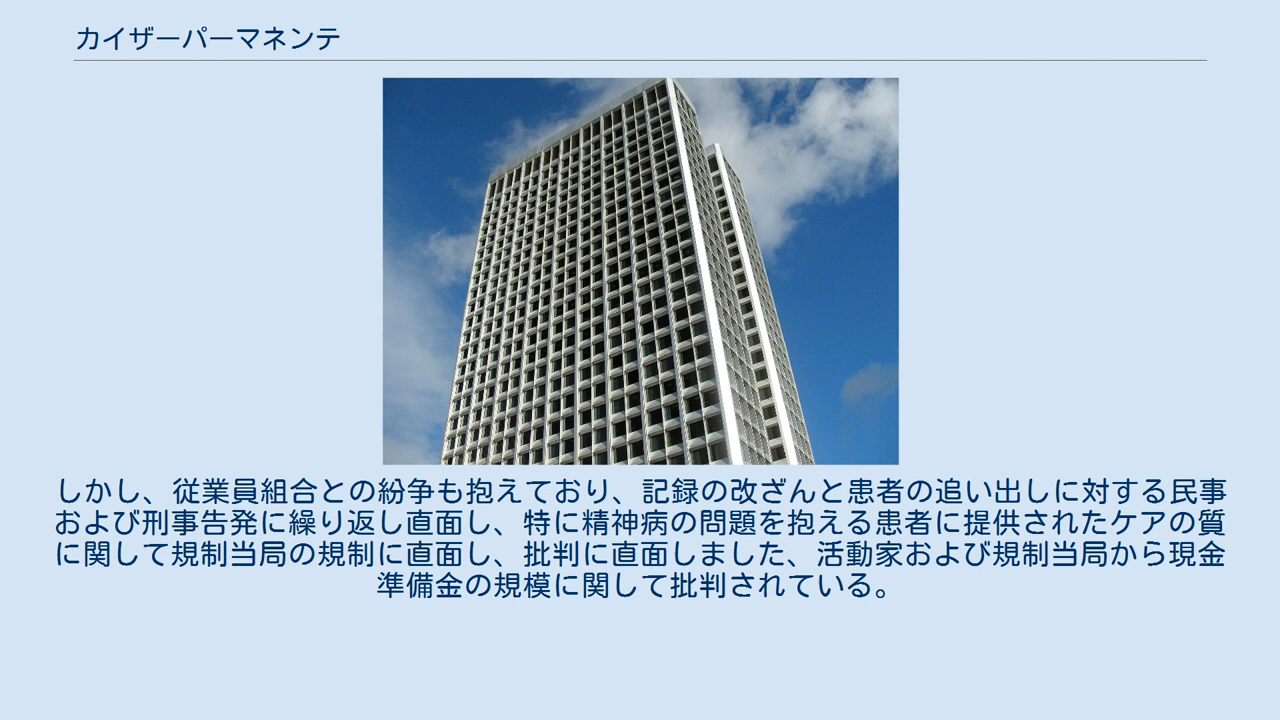 カイザーパーマネンテ
しかし、従業員組合との紛争も抱えており、記録の改ざんと患者の追い出しに対する民事
および刑事告発に繰り返し直面し、特に精神病の問題を抱える患者に提供されたケアの質
に関して規制当局の規制に直面し、批判に直面しました、活動家および規制当局から現金
準備金の規模に関して批判されている。